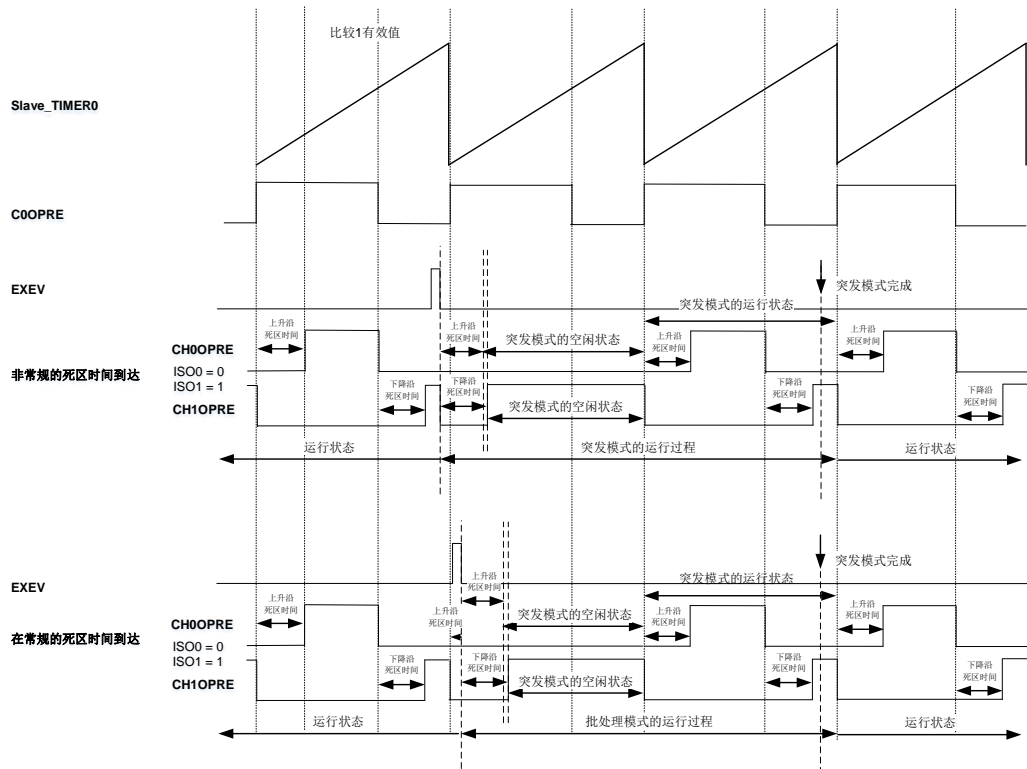 比较1有效值
Slave_TIMER0
C0OPRE
EXEV
突发模式完成
突发模式的运行状态
上升沿
死区时间
上升沿
死区时间
上升沿
死区时间
上升沿
死区时间
CH0OPRE
突发模式的空闲状态
非常规的死区时间到达
ISO0 = 0
ISO1 = 1
下降沿
死区时间
下降沿
死区时间
下降沿
死区时间
下降沿
死区时间
CH1OPRE
突发模式的空闲状态
运行状态
突发模式的运行过程
运行状态
突发模式完成
EXEV
突发模式的运行状态
上升沿
死区时间
上升沿
死区时间
上升沿
死区时间
上升沿
死区时间
上升沿
死区时间
CH0OPRE
突发模式的空闲状态
在常规的死区时间到达
ISO0 = 0
ISO1 = 1
下降沿
死区时间
下降沿
死区时间
下降沿
死区时间
下降沿
死区时间
CH1OPRE
突发模式的空闲状态
运行状态
批处理模式的运行过程
运行状态